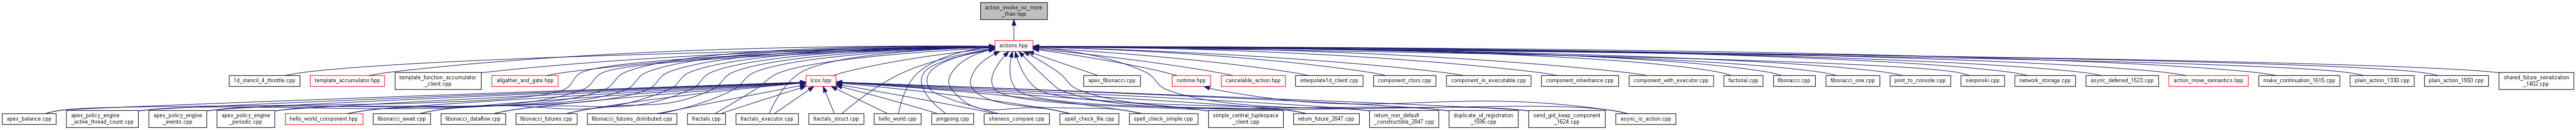 action_invoke_no_more
_than.hpp
actions.hpp
1d_stencil_4_throttle.cpp
template_accumulator.hpp
template_function_accumulator
_client.cpp
allgather_and_gate.hpp
lcos.hpp
apex_fibonacci.cpp
runtime.hpp
cancelable_action.hpp
interpolate1d_client.cpp
component_ctors.cpp
component_in_executable.cpp
component_inheritance.cpp
component_with_executor.cpp
factorial.cpp
fibonacci.cpp
fibonacci_one.cpp
print_to_console.cpp
sierpinski.cpp
network_storage.cpp
async_deferred_1523.cpp
action_move_semantics.hpp
make_continuation_1615.cpp
plain_action_1330.cpp
plain_action_1550.cpp
shared_future_serialization
_1402.cpp
apex_balance.cpp
apex_policy_engine
_active_thread_count.cpp
apex_policy_engine
_events.cpp
apex_policy_engine
_periodic.cpp
hello_world_component.hpp
fibonacci_await.cpp
fibonacci_dataflow.cpp
fibonacci_futures.cpp
fibonacci_futures_distributed.cpp
fractals.cpp
fractals_executor.cpp
fractals_struct.cpp
hello_world.cpp
pingpong.cpp
sheneos_compare.cpp
spell_check_file.cpp
spell_check_simple.cpp
simple_central_tuplespace
_client.cpp
return_future_2847.cpp
return_non_default
_constructible_2847.cpp
duplicate_id_registration
_1596.cpp
send_gid_keep_component
_1624.cpp
async_io_action.cpp